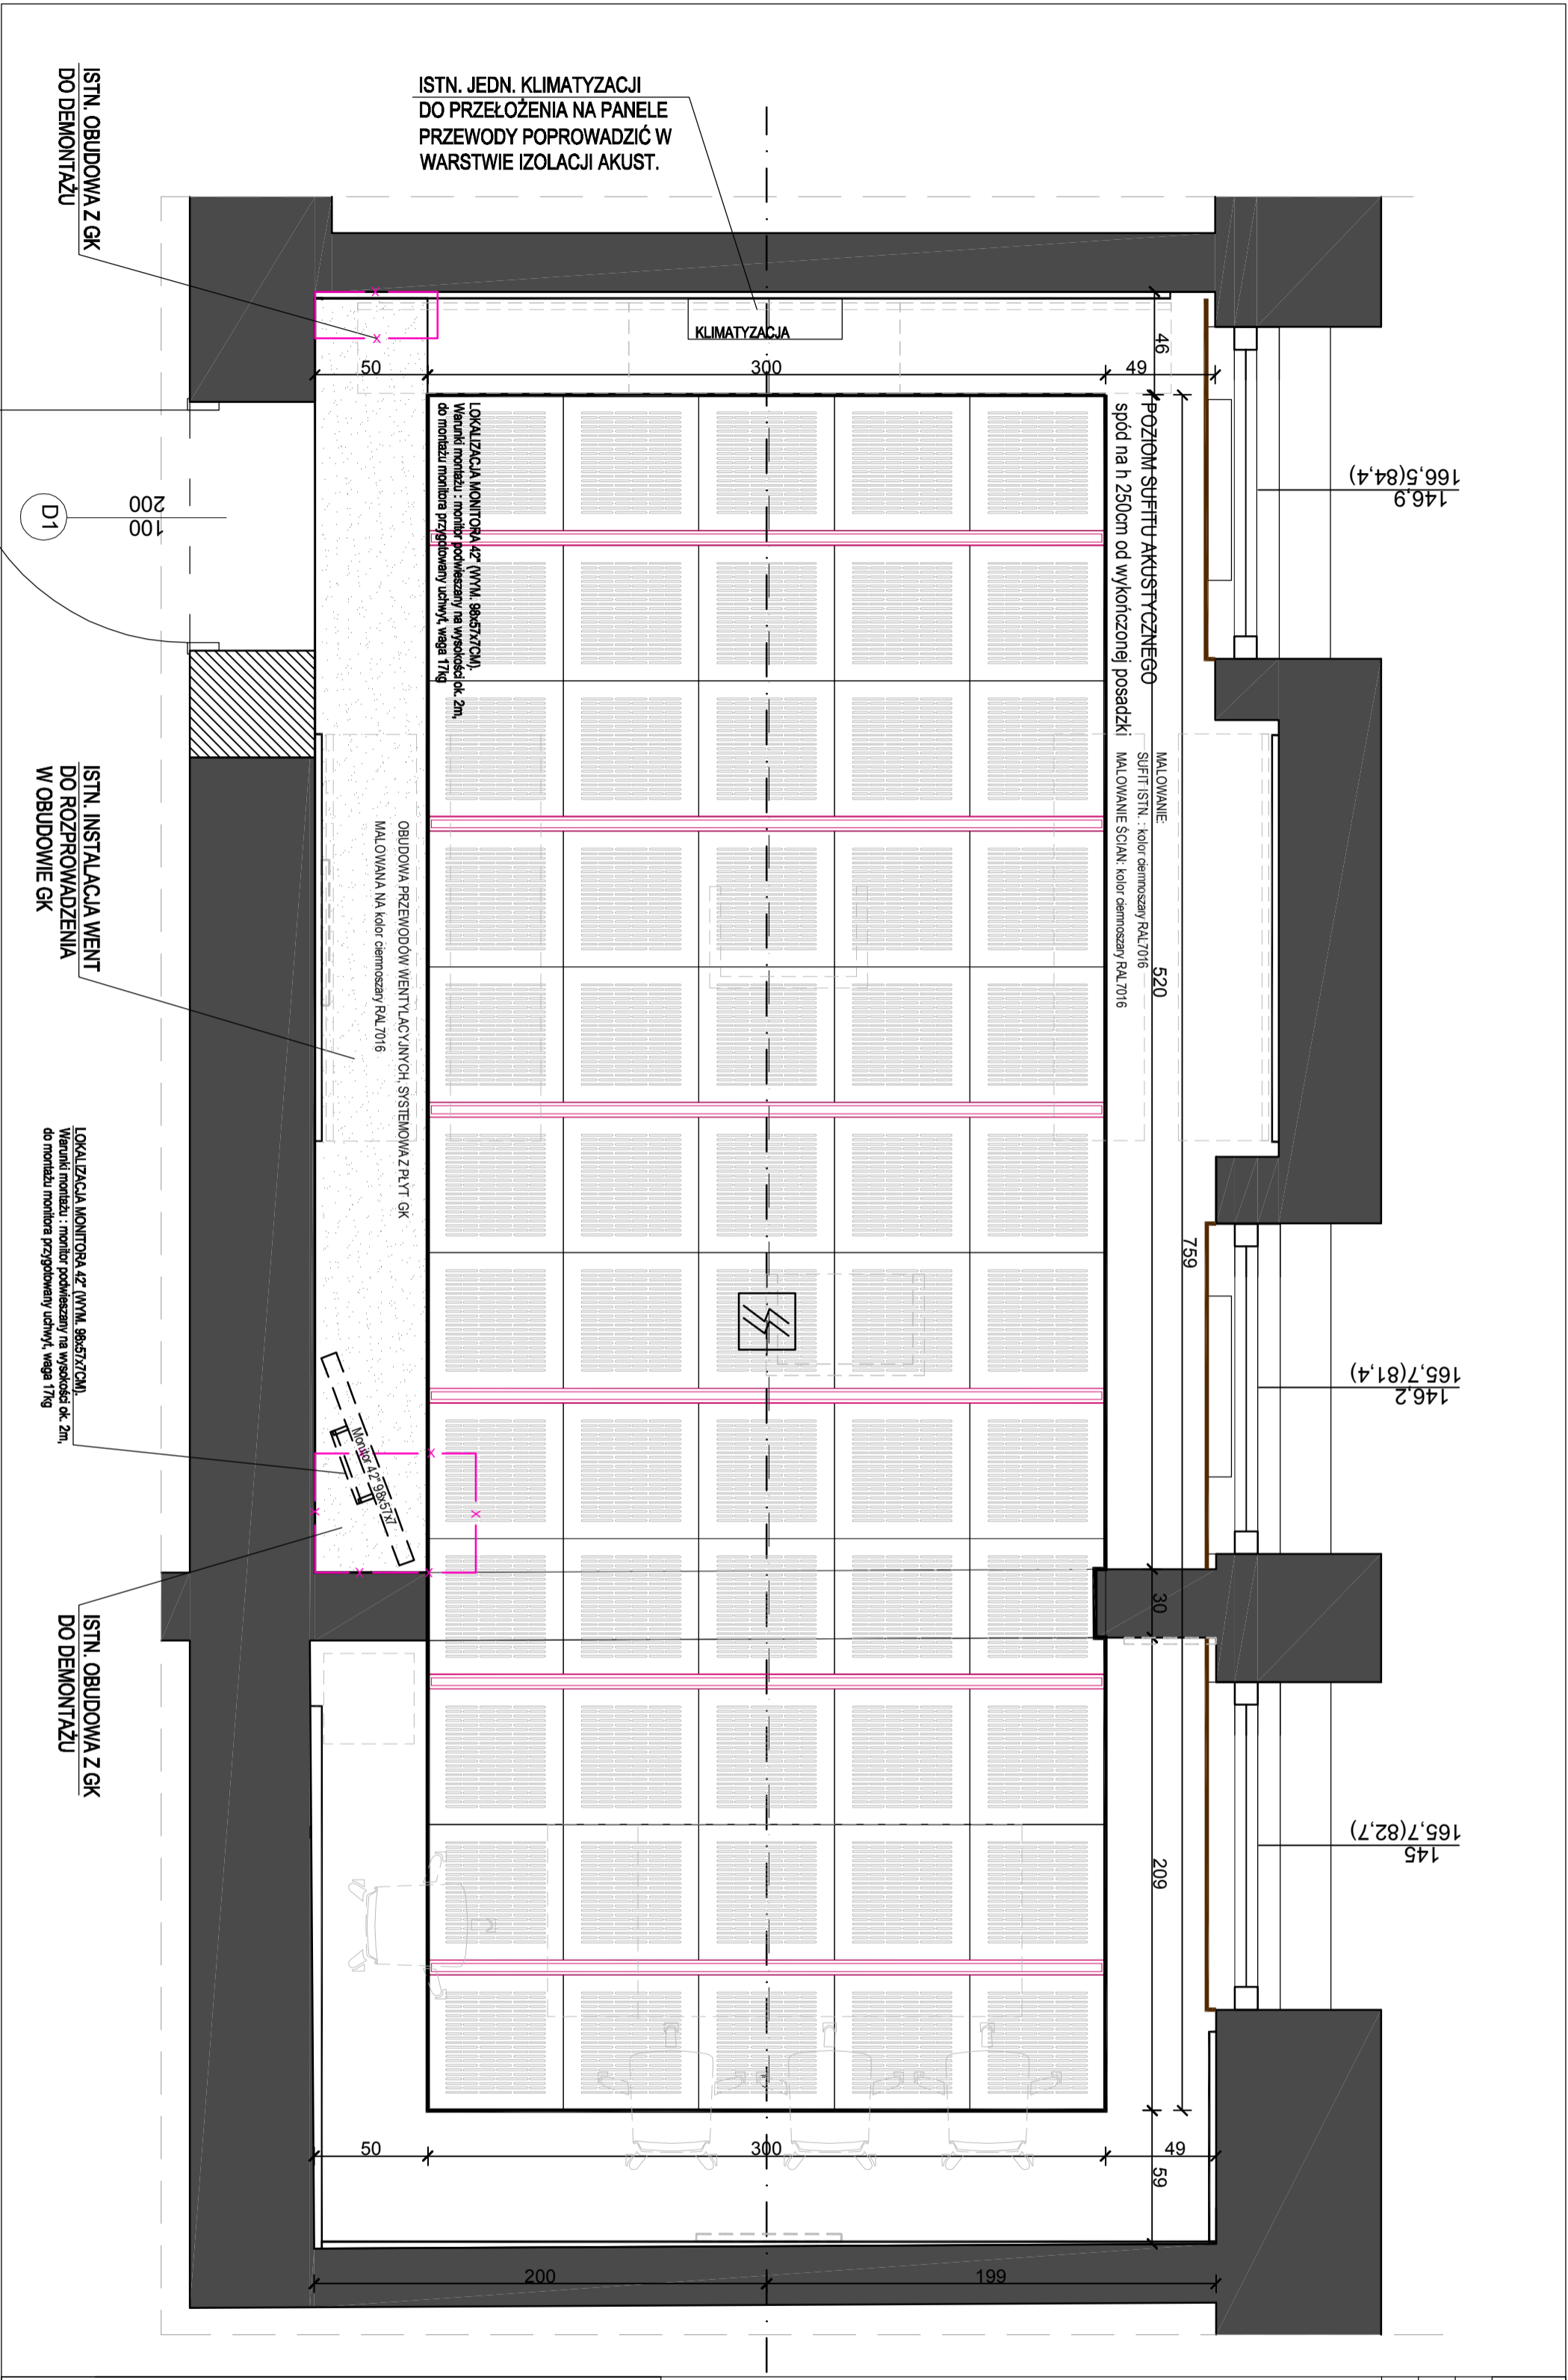 ISTN. JEDN. KLIMATYZACJI
DO PRZEŁOŻENIA NA PANELE
PRZEWODY POPROWADZIĆ W
WARSTWIE IZOLACJI AKUST.
ISTN. OBUDOWA Z GK
DO DEMONTAŻU
KLIMATYZACJA
46
50
300
49
POZIOM SUFITU AKUSTYCZNEGO
spód na h 250cm od wykończonej posadzki
166,5(84,4)
146,9
LOKALIZACJA MONITORA 42" (WYM. 98x57x7CM).
Warunki montażu : monitor podwieszany na wysokości ok. 2m,
do montażu monitora przygotowany uchwyt, waga 17kg
D1
100
200
MALOWANIE:
SUFIT ISTN. : kolor ciemnoszary RAL7016
MALOWANIE ŚCIAN: kolor ciemnoszary RAL7016
520
759
OBUDOWA PRZEWODÓW WENTYLACYJNYCH, SYSTEMOWA Z PŁYT GK
MALOWANA NA kolor ciemnoszary RAL7016
ISTN. INSTALACJA WENT
DO ROZPROWADZENIA
W OBUDOWIE GK
165,7(81,4)
146,2
LOKALIZACJA MONITORA 42" (WYM. 98x57x7CM).
Warunki montażu : monitor podwieszany na wysokości ok. 2m,
do montażu monitora przygotowany uchwyt, waga 17kg
Monitor 42" 98x57x7
30
ISTN. OBUDOWA Z GK
DO DEMONTAŻU
165,7(82,7)
145
209
50
300
49
59
200
199